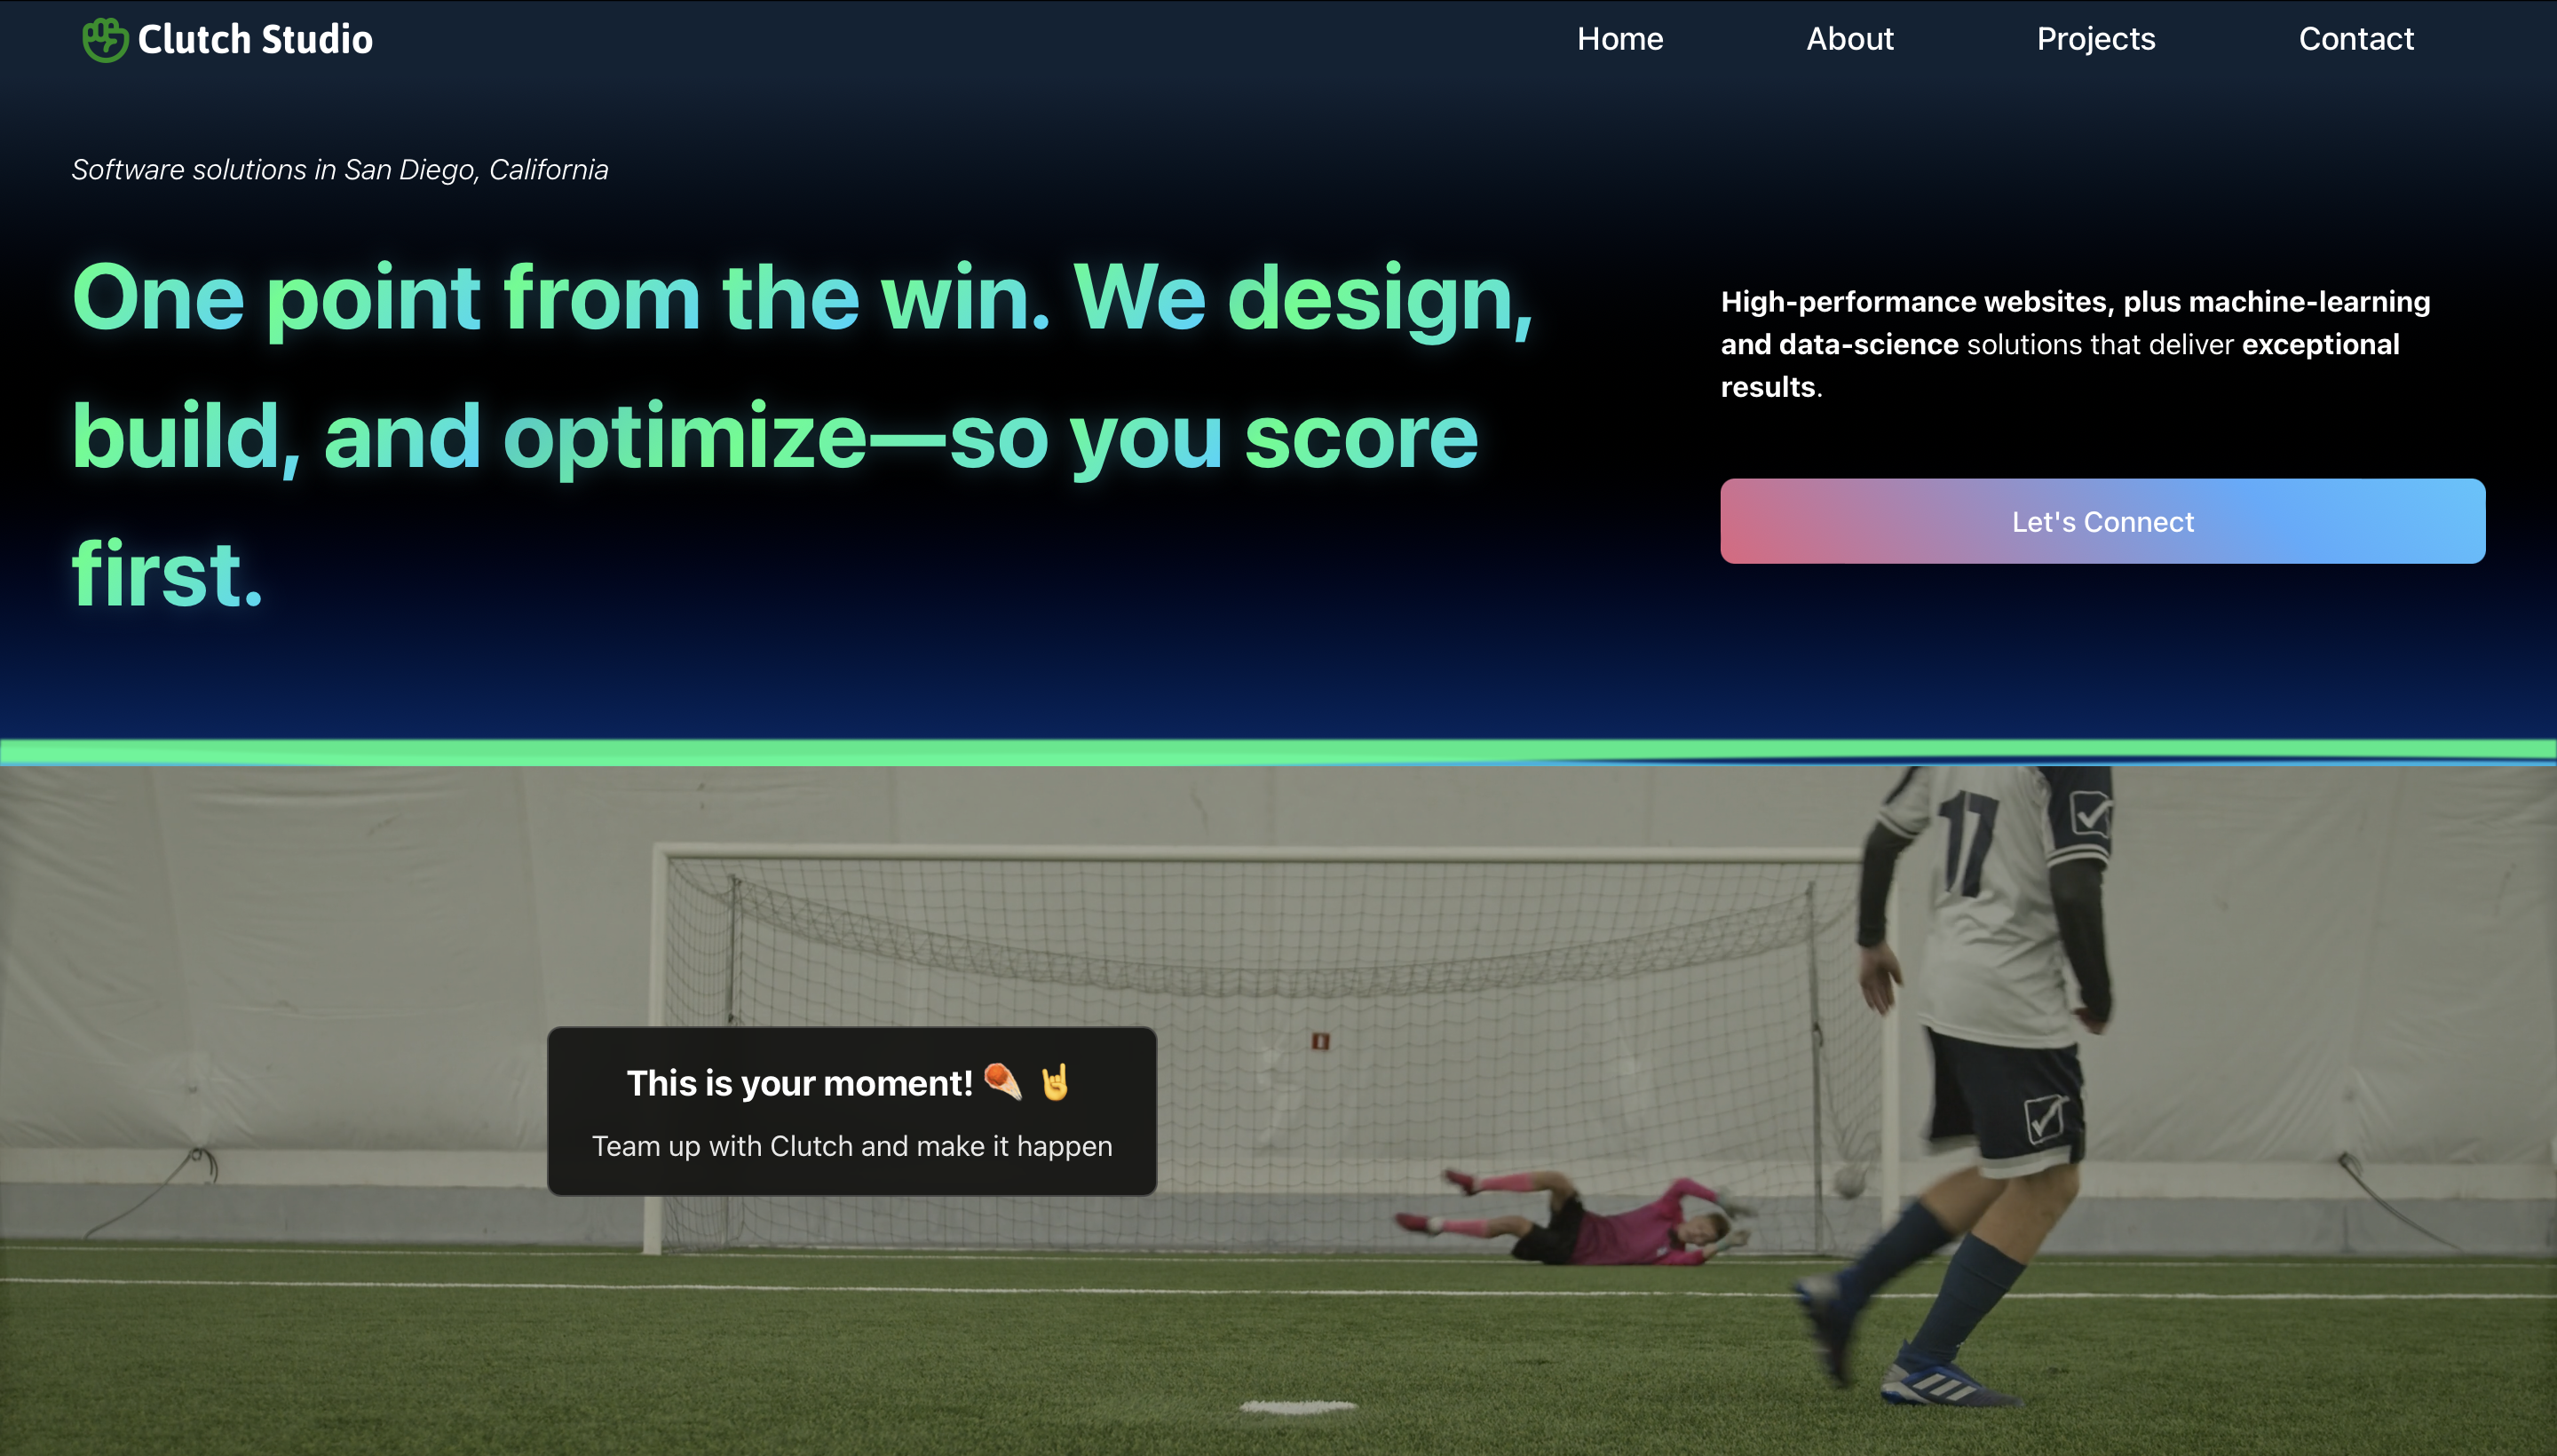 Clutch Studio
Home
About
Projects
Contact
Software solutions in San Diego, California
One point from the win. We design,
build, and optimize—so you score
first.
High-performance websites, plus machine-learning
and data-science solutions that deliver exceptional
results.
Let's Connect
This is your moment!
Team up with Clutch and make it happen
17